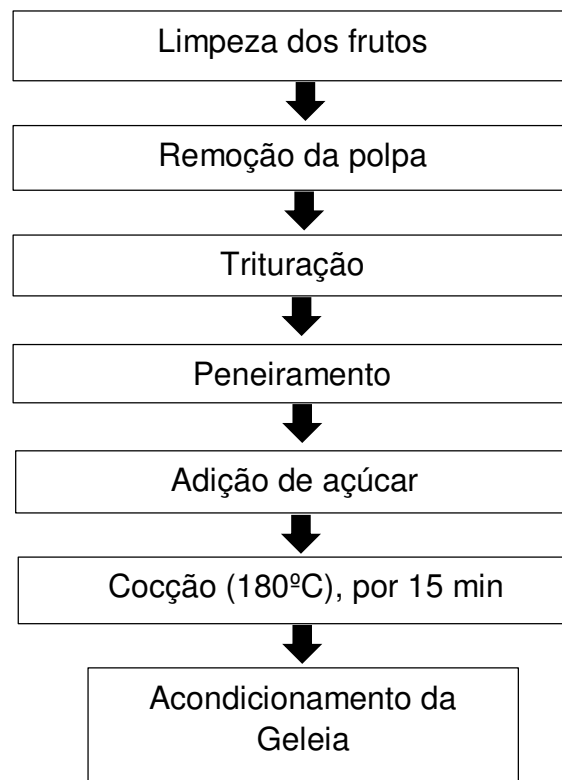 Limpeza dos frutos
Remoção da polpa
Trituração
Peneiramento
Adição de açúcar
Cocção (180ºC), por 15 min
Acondicionamento da
Geleia